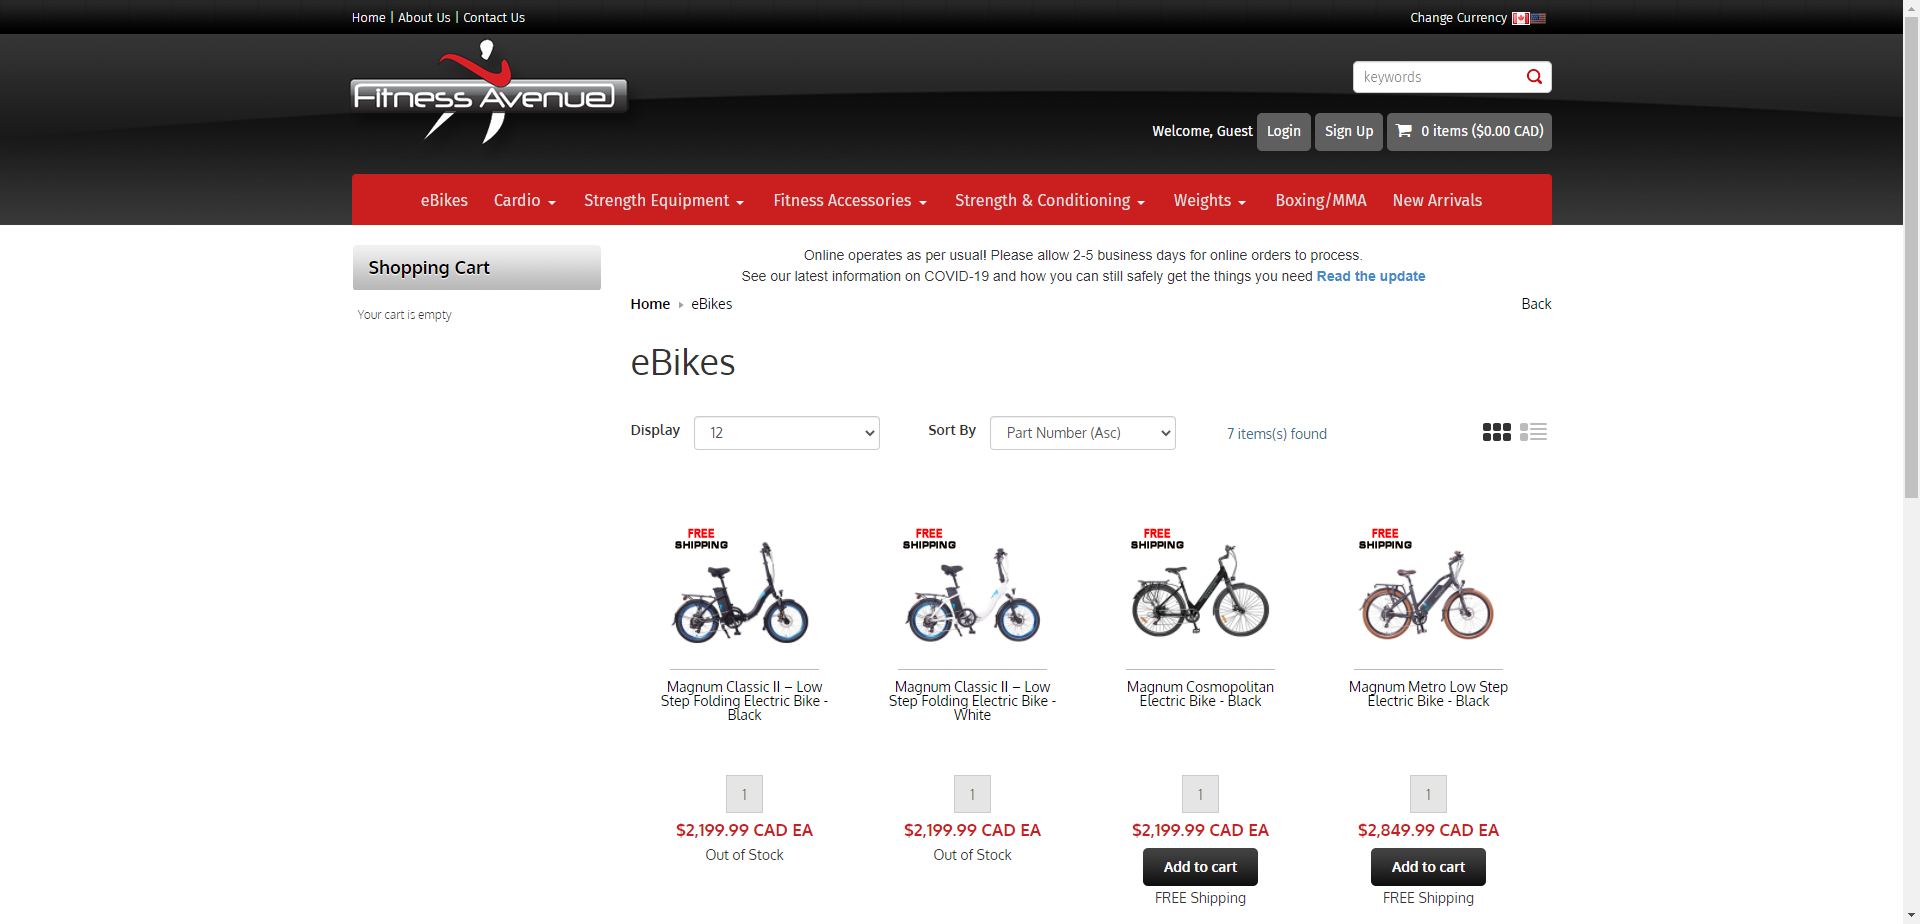 Home | About Us | Contact Us
Change Currency
Fitness Avenue
keywords
Welcome, Guest Login Sign Up 0 items ($0.00 CAD)
eBikes Cardio Strength Equipment Fitness Accessories Strength & Conditioning Weights Boxing/MMA New Arrivals
Shopping Cart
Your cart is empty
Online operates as per usual! Please allow 2-5 business days for online orders to process.
See our latest information on COVID-19 and how you can still safely get the things you need Read the update
Home eBikes
Back
eBikes
Display 12 Sort By Part Number (Asc) 7 items(s) found
FREE
SHIPPING
Magnum Classic II – Low
Step Folding Electric Bike -
Black
1
$2,199.99 CAD EA
Out of Stock
FREE
SHIPPING
Magnum Classic II – Low
Step Folding Electric Bike -
White
1
$2,199.99 CAD EA
Out of Stock
FREE
SHIPPING
Magnum Cosmopolitan
Electric Bike - Black
1
$2,199.99 CAD EA
Add to cart
FREE Shipping
FREE
SHIPPING
Magnum Metro Low Step
Electric Bike - Black
1
$2,849.99 CAD EA
Add to cart
FREE Shipping